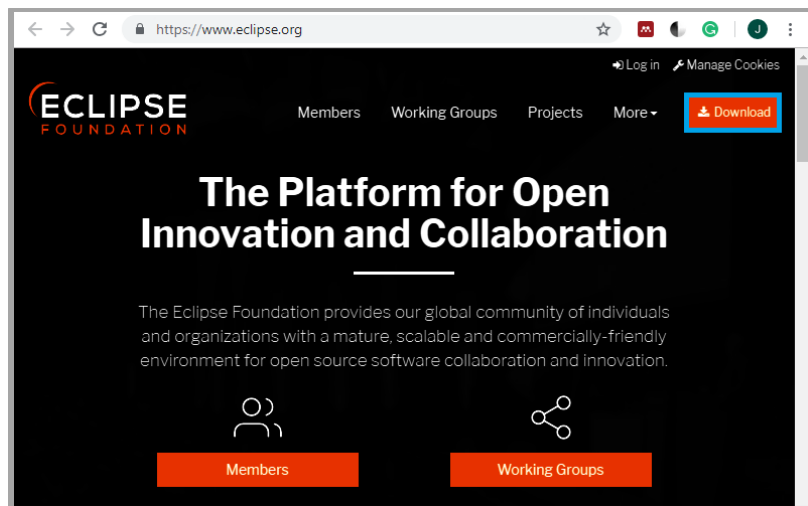 https://www.eclipse.org
J
Log in Manage Cookies
ECLIPSE
FOUNDATION
Members Working Groups Projects More Download
The Platform for Open
Innovation and Collaboration
The Eclipse Foundation provides our global community of individuals
and organizations with a mature, scalable and commercially-friendly
environment for open source software collaboration and innovation.
Members Working Groups